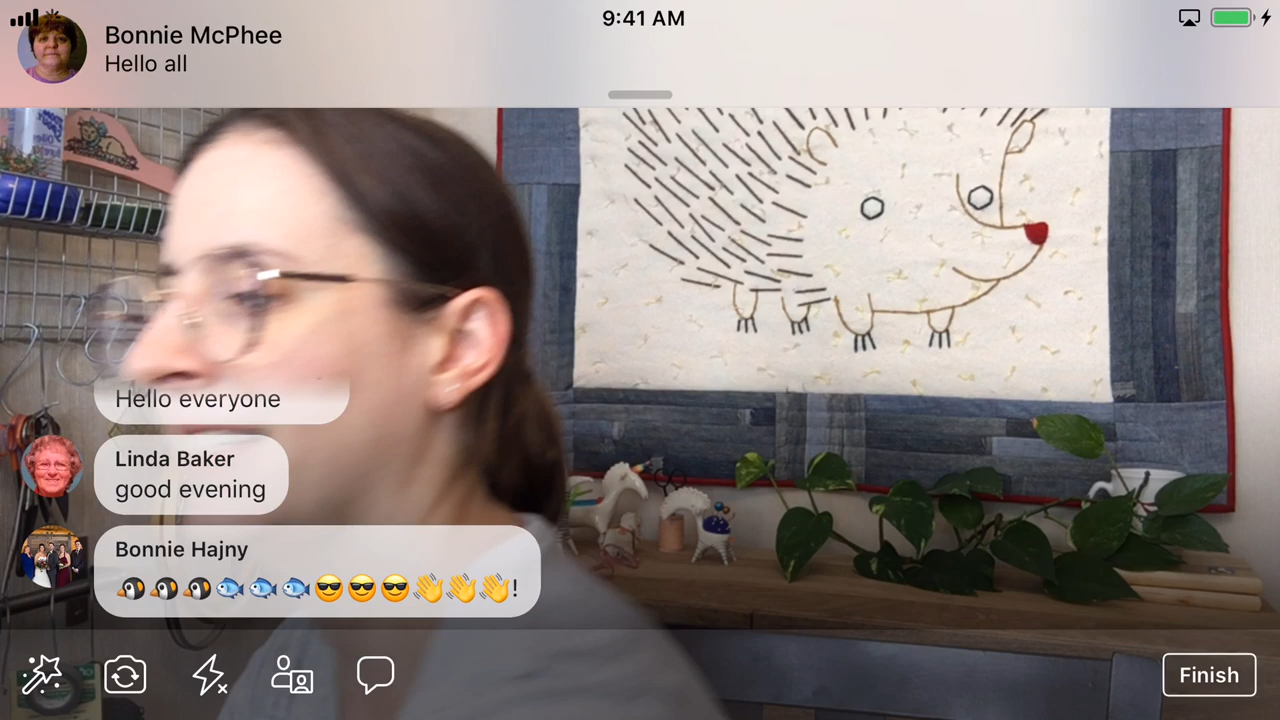 9:41 AM
Bonnie McPhee
Hello all
Hello everyone
Linda Baker
good evening
Bonnie Hajny
🐧🐧🐧🐟🐟🐟😎😎😎👋👋👋!
Finish